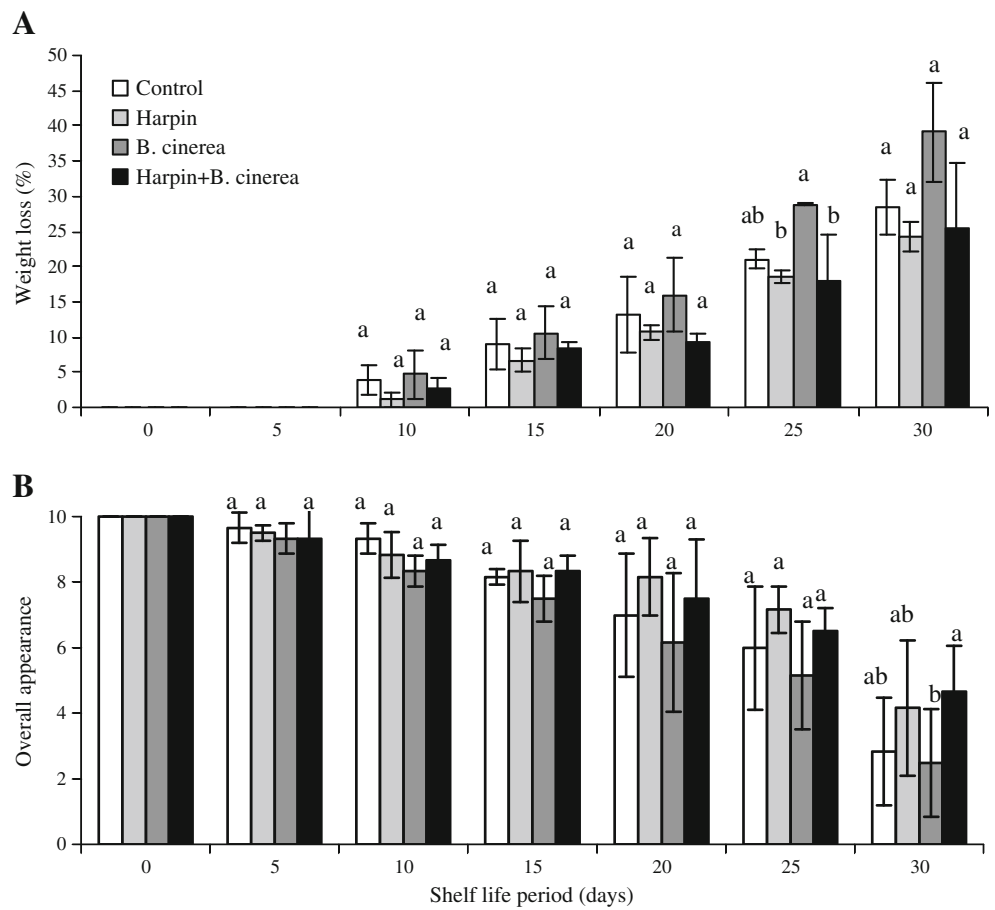 A
50
45
40
35
30
25
20
15
10
5
0
Weight loss (%)
Control
Harpin
B. cinerea
Harpin+B. cinerea
a a a a
a a a a
a a a a
ab b a b
a a a a
0 5 10 15 20 25 30
B
10
8
6
4
2
0
Overall appearance
a a a
a a a a
a a a a
a a a a
a a a a
ab ab b a
0 5 10 15 20 25 30
Shelf life period (days)